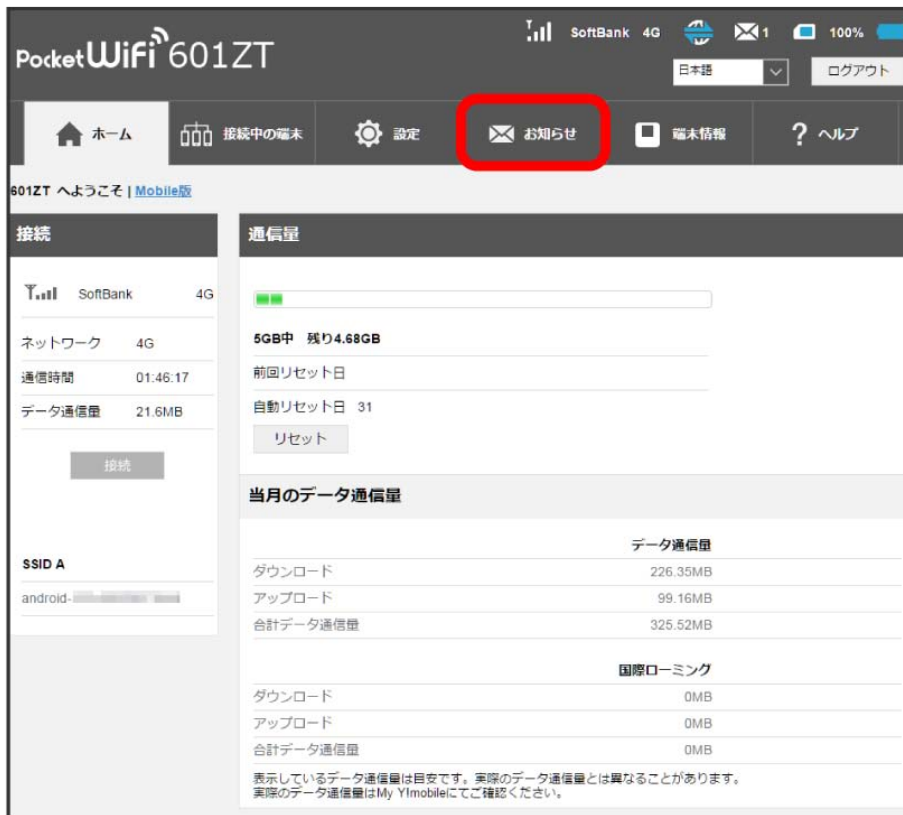 PocketWiFi 601ZT
SoftBank 4G 1 100%
日本語 ログアウト
ホーム 接続中の端末 設定 お知らせ 端末情報 ? ヘルプ
601ZT へようこそ | Mobile版
接続
SoftBank 4G
ネットワーク 4G
通信時間 01:46:17
データ通信量 21.6MB
接続
SSID A
android-
通信量
5GB中 残り4.68GB
前回リセット日
自動リセット日 31
リセット
当月のデータ通信量
データ通信量
ダウンロード 226.35MB
アップロード 99.16MB
合計データ通信量 325.52MB
国際ローミング
ダウンロード 0MB
アップロード 0MB
合計データ通信量 0MB
表示しているデータ通信量は目安です。実際のデータ通信量とは異なることがあります。
実際のデータ通信量はMy Y!mobileにてご確認ください。